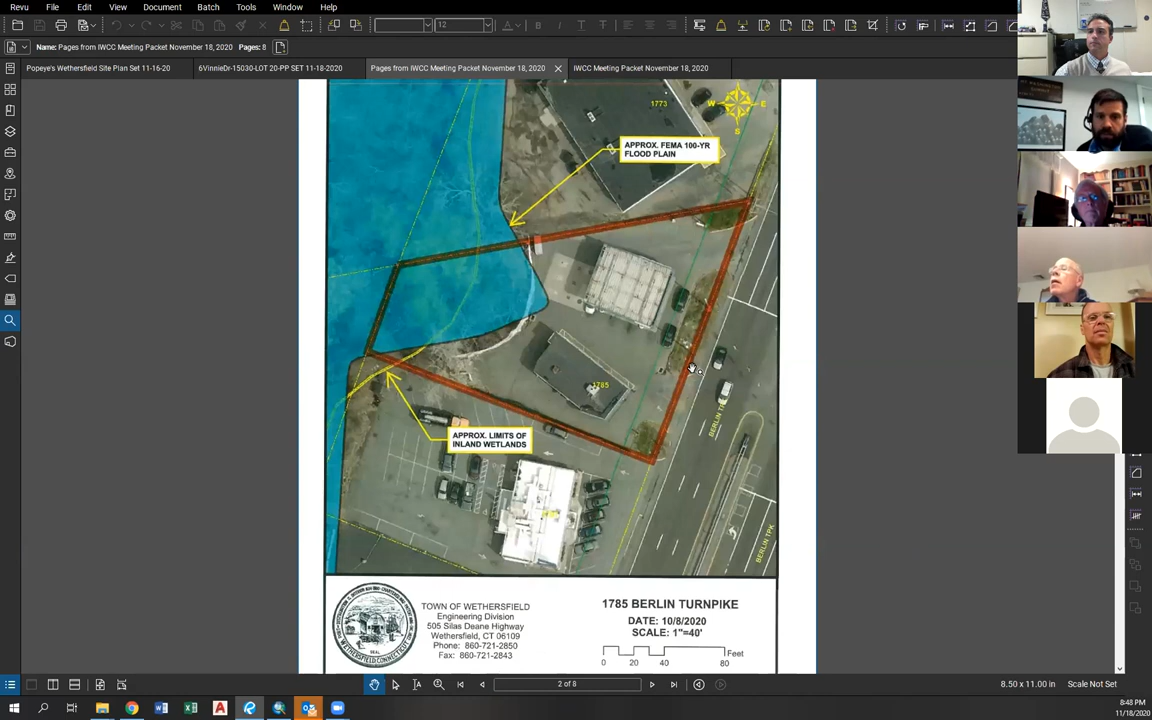 Revu File Edit View Document Batch Tools Window Help
12
Name: Pages from IWCC Meeting Packet November 18, 2020 Pages: 8
Popeye's Wethersfield Site Plan Set 11-16-20
6VinnieDr-15030-LOT 20-PP SET 11-18-2020
Pages from IWCC Meeting Packet November 18, 2020
IWCC Meeting Packet November 18, 2020
1773
W E
S
APPROX. FEMA 100-YR
FLOOD PLAIN
1785
BERLIN TPK
APPROX. LIMITS OF
INLAND WETLANDS
BERLIN TPK
TOWN OF WETHERSFIELD
Engineering Division
505 Silas Deane Highway
Wethersfield, CT 06109
Phone: 860-721-2850
Fax: 860-721-2843
1785 BERLIN TURNPIKE
DATE: 10/8/2020
SCALE: 1"=40'
Feet
0 20 40 80
2 of 8
8.50 x 11.00 in Scale Not Set
8:48 PM
11/18/2020